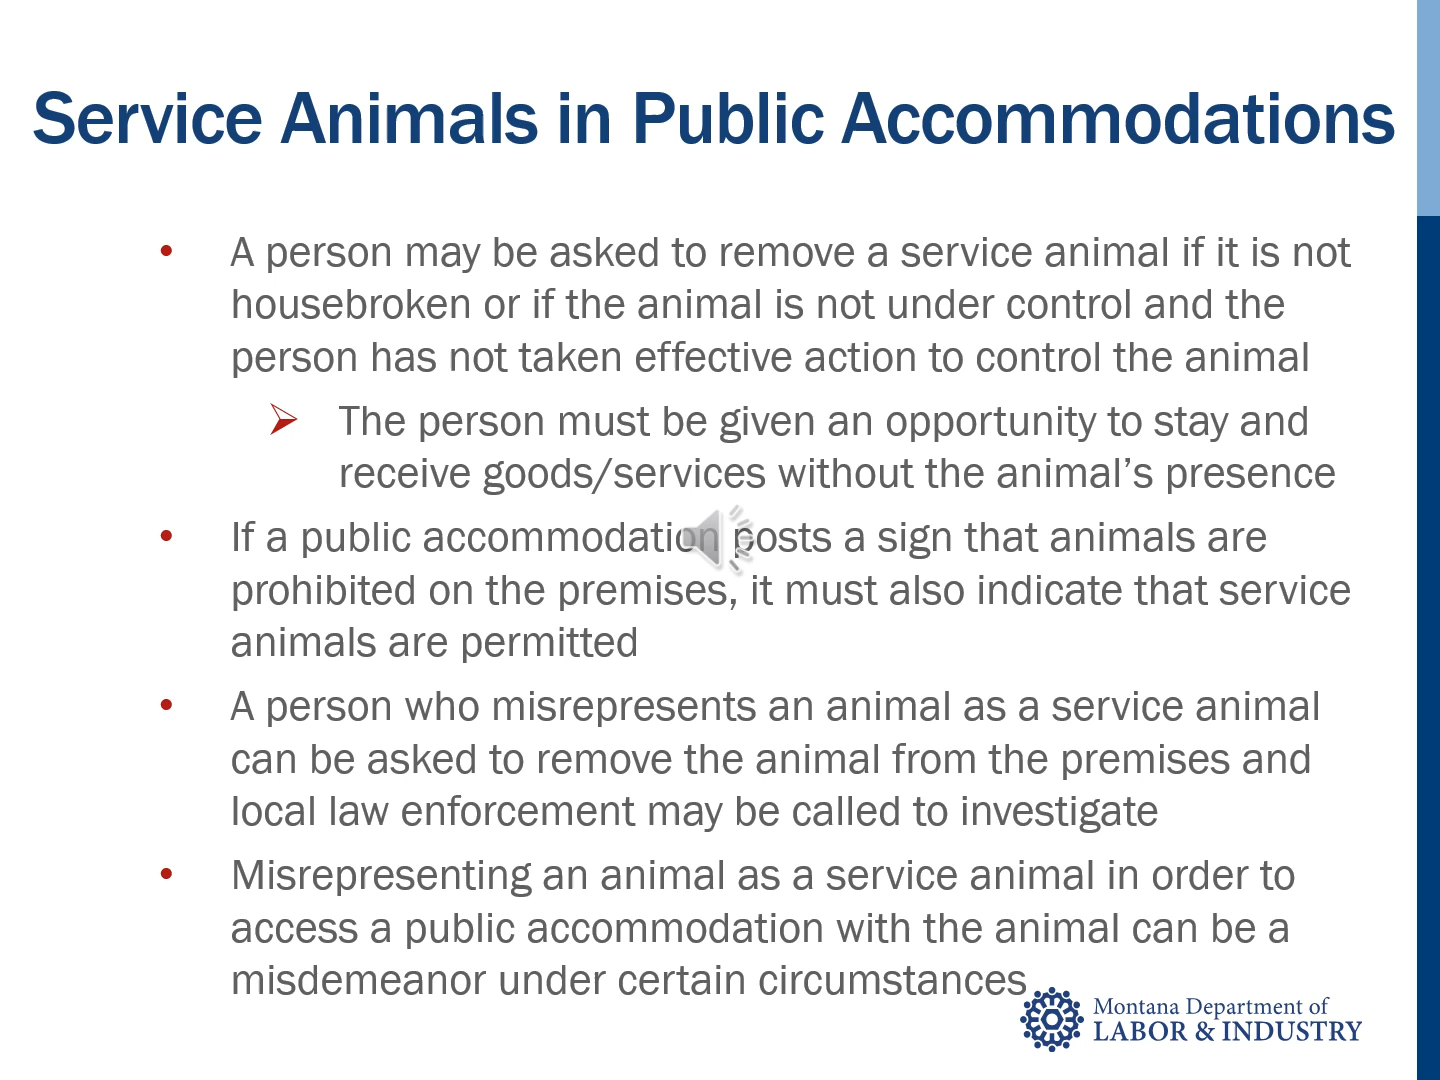 Service Animals in Public Accommodations
• A person may be asked to remove a service animal if it is not
housebroken or if the animal is not under control and the
person has not taken effective action to control the animal
➢ The person must be given an opportunity to stay and
receive goods/services without the animal’s presence
• If a public accommodation posts a sign that animals are
prohibited on the premises, it must also indicate that service
animals are permitted
• A person who misrepresents an animal as a service animal
can be asked to remove the animal from the premises and
local law enforcement may be called to investigate
• Misrepresenting an animal as a service animal in order to
access a public accommodation with the animal can be a
misdemeanor under certain circumstances
Montana Department of
LABOR & INDUSTRY